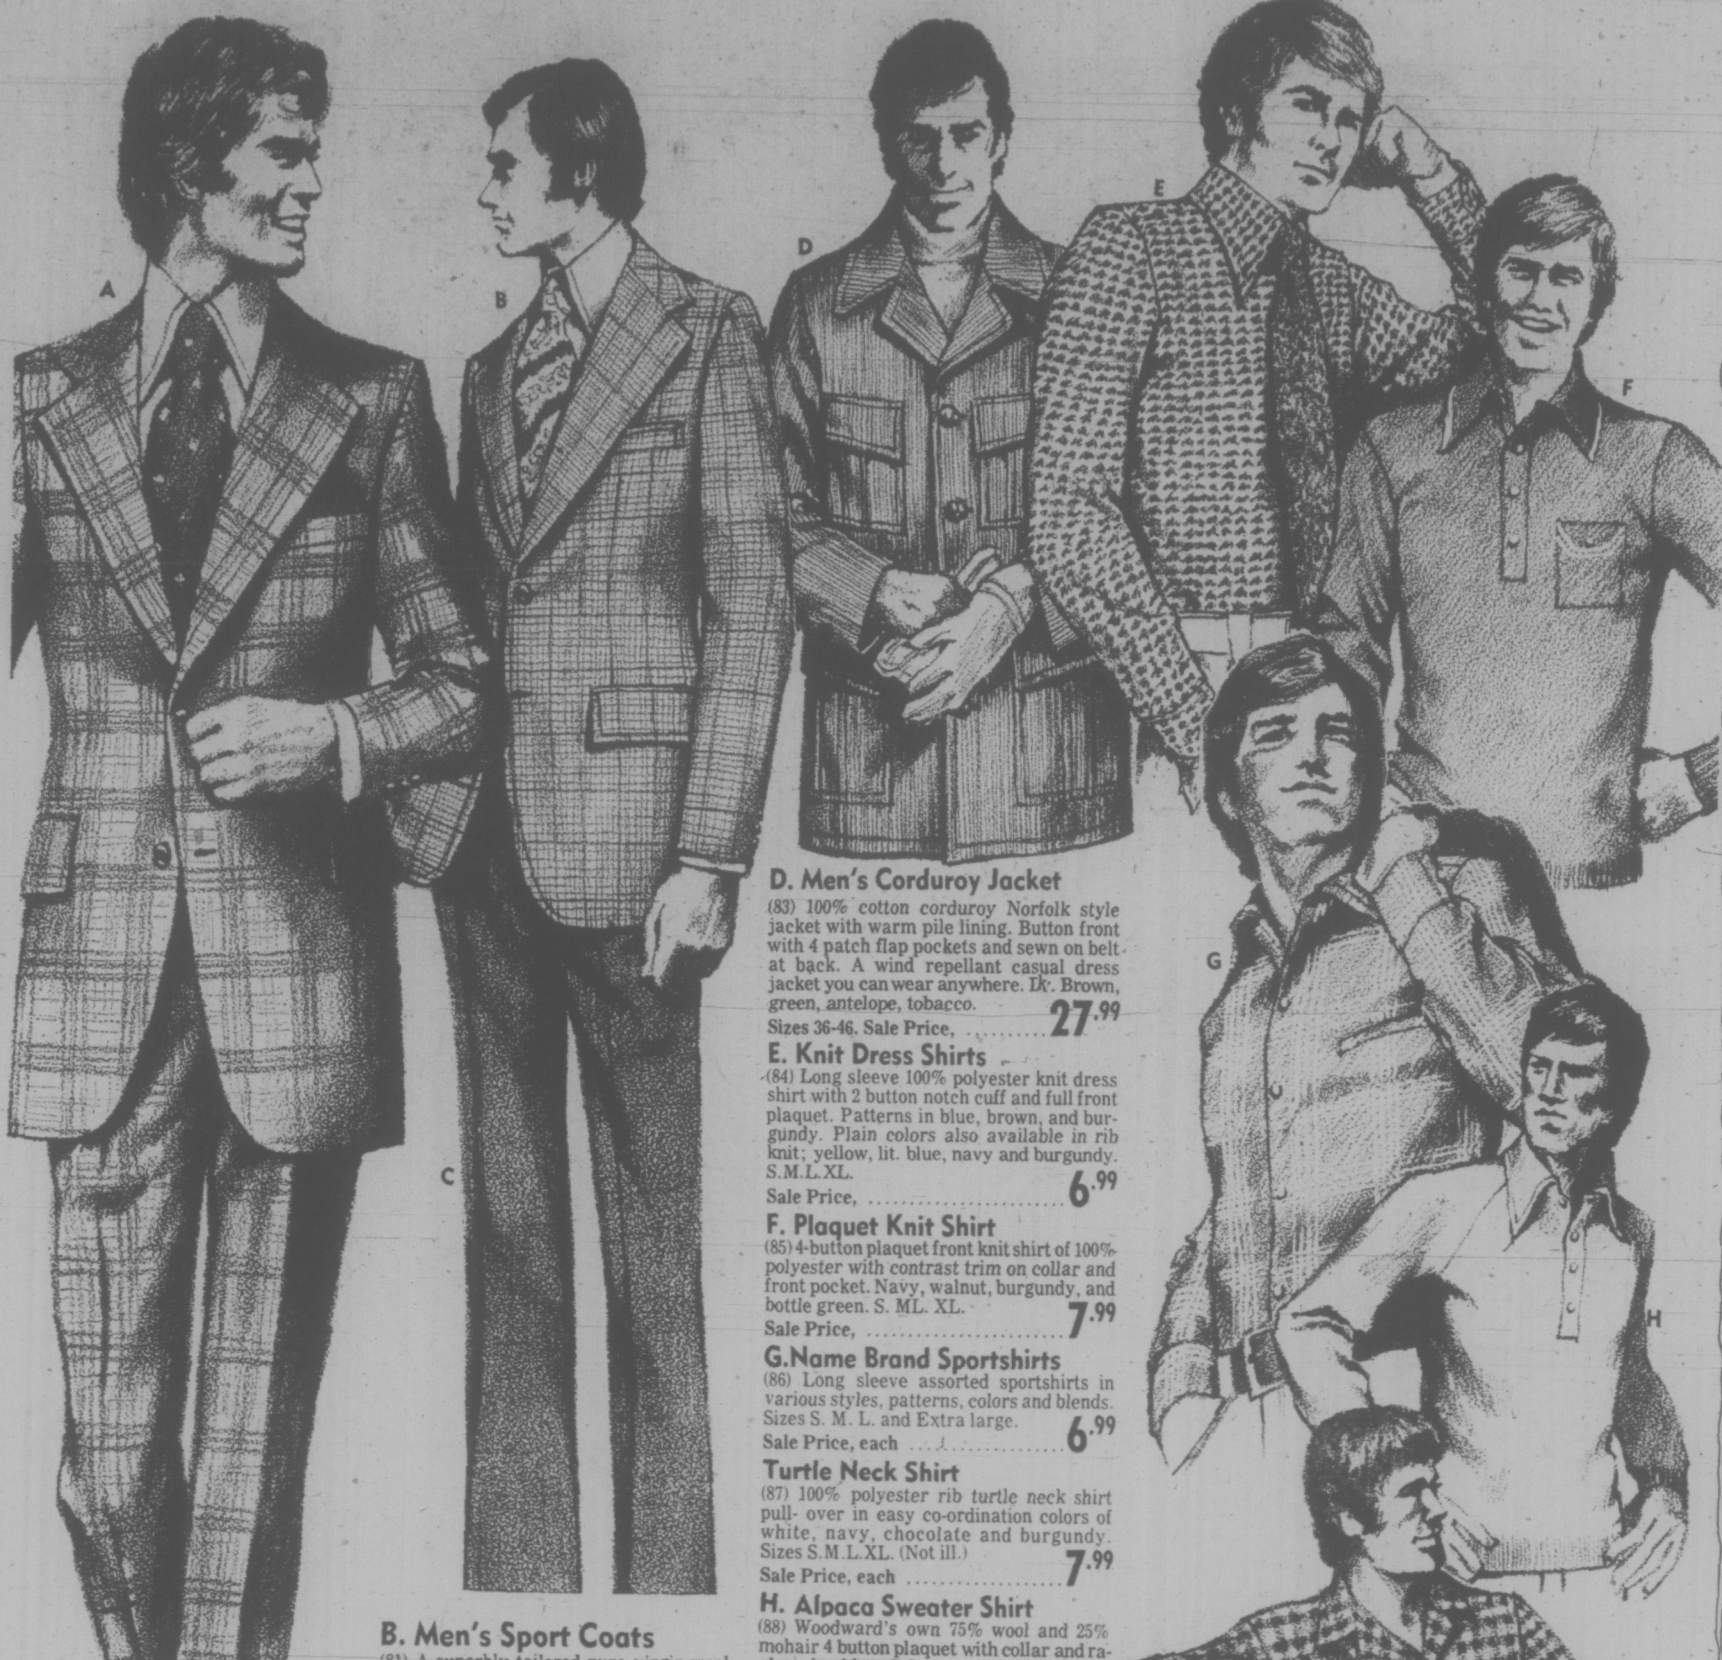 A
B
D
E
F
G
C
H
D. Men's Corduroy Jacket
(83) 100% cotton corduroy Norfolk style
jacket with warm pile lining. Button front
with 4 patch flap pockets and sewn on belt
at back. A wind repellant casual dress
jacket you can wear anywhere. Dk. Brown,
green, antelope, tobacco.
Sizes 36-46. Sale Price, .......... 27.99
E. Knit Dress Shirts
(84) Long sleeve 100% polyester knit dress
shirt with 2 button notch cuff and full front
plaquet. Patterns in blue, brown, and bur-
gundy. Plain colors also available in rib
knit; yellow, lit. blue, navy and burgundy.
S.M.L.XL.
Sale Price, ..................... 6.99
F. Plaquet Knit Shirt
(85) 4-button plaquet front knit shirt of 100%
polyester with contrast trim on collar and
front pocket. Navy, walnut, burgundy, and
bottle green. S. ML. XL.
Sale Price, ..................... 7.99
G.Name Brand Sportshirts
(86) Long sleeve assorted sportshirts in
various styles, patterns, colors and blends.
Sizes S. M. L. and Extra large.
Sale Price, each ................ 6.99
Turtle Neck Shirt
(87) 100% polyester rib turtle neck shirt
pull- over in easy co-ordination colors of
white, navy, chocolate and burgundy.
Sizes S.M.L.XL. (Not ill.)
Sale Price, each ................ 7.99
H. Alpaca Sweater Shirt
(88) Woodward's own 75% wool and 25%
mohair 4 button plaquet with collar and ra-
B. Men's Sport Coats